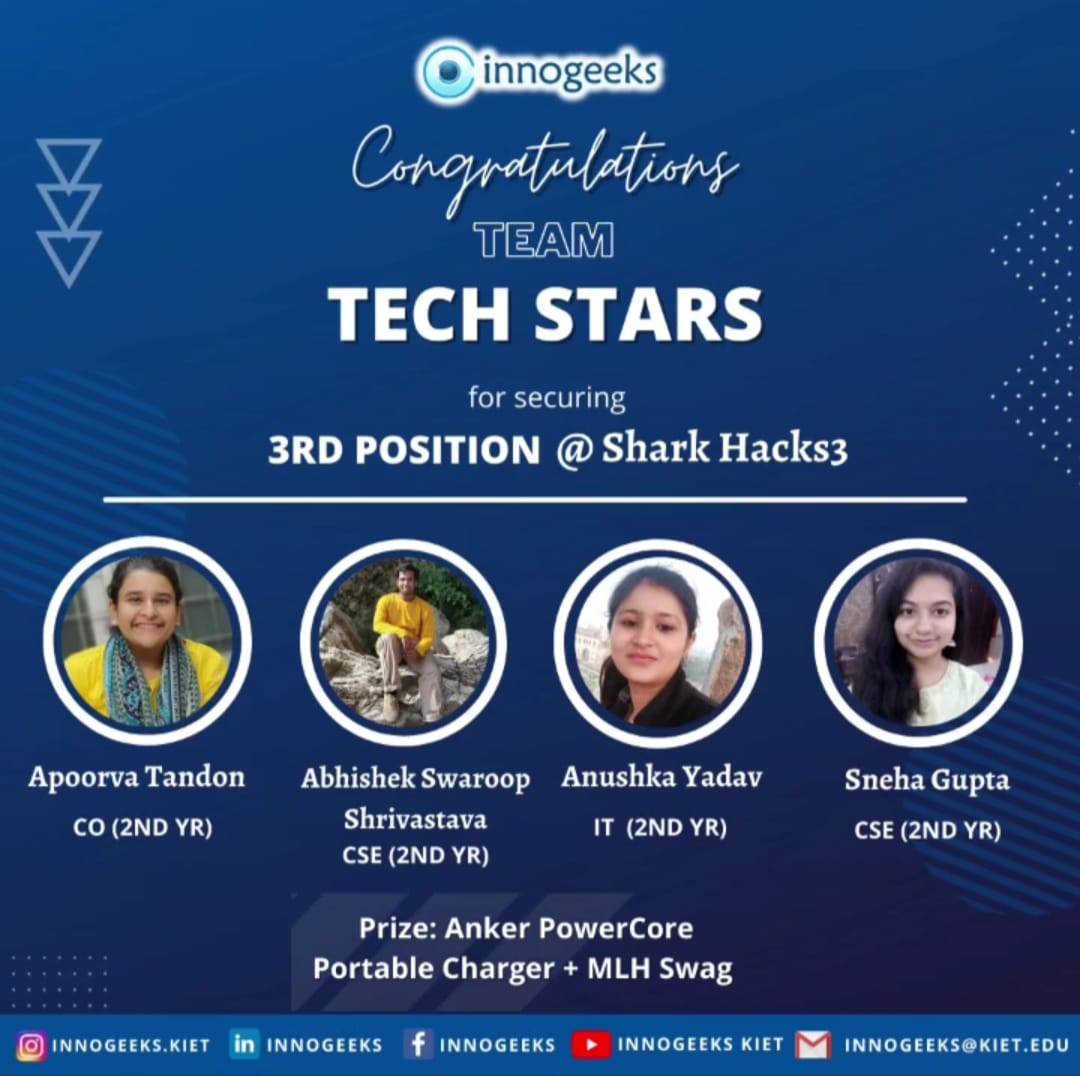 innogeeks
Congratulations
TEAM
TECH STARS
for securing
3RD POSITION @ Shark Hacks3
Apoorva Tandon
CO (2ND YR)
Abhishek Swaroop
Shrivastava
CSE (2ND YR)
Anushka Yadav
IT (2ND YR)
Sneha Gupta
CSE (2ND YR)
Prize: Anker PowerCore
Portable Charger + MLH Swag
INNOGEEKS.KIET in INNOGEEKS f INNOGEEKS INNOGEEKS KIET INNOGEEKS@KIET.EDU